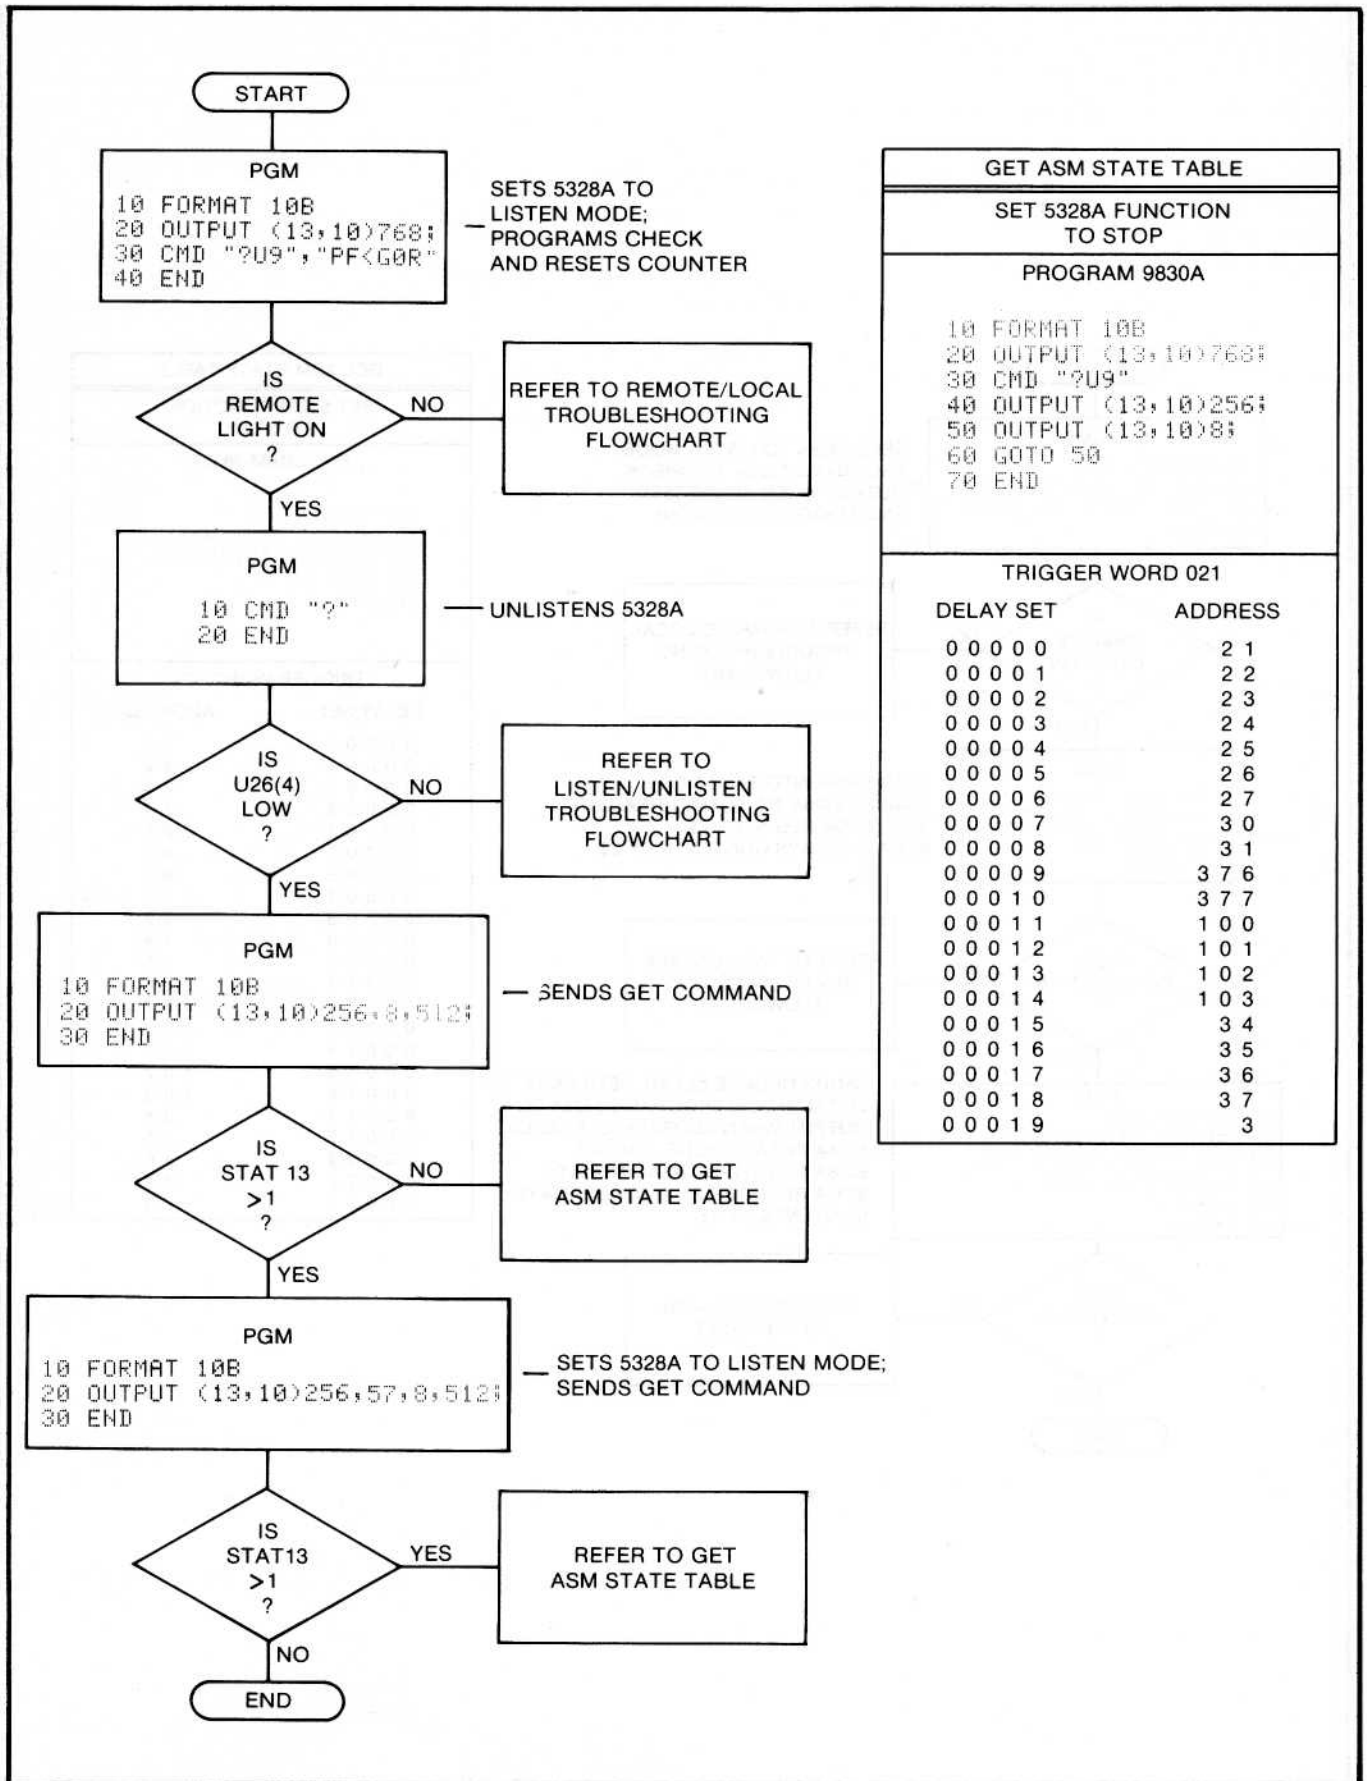 START
PGM
10 FORMAT 10B
20 OUTPUT (13,10)768;
30 CMD "?U9","PF<G0R"
40 END
SETS 5328A TO
LISTEN MODE;
PROGRAMS CHECK
AND RESETS COUNTER
IS
REMOTE
LIGHT ON
?
NO
REFER TO REMOTE/LOCAL
TROUBLESHOOTING
FLOWCHART
YES
PGM
10 CMD "?"
20 END
UNLISTENS 5328A
IS
U26(4)
LOW
?
NO
REFER TO
LISTEN/UNLISTEN
TROUBLESHOOTING
FLOWCHART
YES
PGM
10 FORMAT 10B
20 OUTPUT (13,10)256,8,512;
30 END
SENDS GET COMMAND
IS
STAT 13
>1
?
NO
REFER TO GET
ASM STATE TABLE
YES
PGM
10 FORMAT 10B
20 OUTPUT (13,10)256,57,8,512;
30 END
SETS 5328A TO LISTEN MODE;
SENDS GET COMMAND
IS
STAT13
>1
?
YES
REFER TO GET
ASM STATE TABLE
NO
END
GET ASM STATE TABLE
SET 5328A FUNCTION
TO STOP
PROGRAM 9830A
10 FORMAT 10B
20 OUTPUT (13,10)768;
30 CMD "?U9"
40 OUTPUT (13,10)256;
50 OUTPUT (13,10)8;
60 GOTO 50
70 END
TRIGGER WORD 021
DELAY SET ADDRESS
0 0 0 0 0 2 1
0 0 0 0 1 2 2
0 0 0 0 2 2 3
0 0 0 0 3 2 4
0 0 0 0 4 2 5
0 0 0 0 5 2 6
0 0 0 0 6 2 7
0 0 0 0 7 3 0
0 0 0 0 8 3 1
0 0 0 0 9 3 7 6
0 0 0 1 0 3 7 7
0 0 0 1 1 1 0 0
0 0 0 1 2 1 0 1
0 0 0 1 3 1 0 2
0 0 0 1 4 1 0 3
0 0 0 1 5 3 4
0 0 0 1 6 3 5
0 0 0 1 7 3 6
0 0 0 1 8 3 7
0 0 0 1 9 3